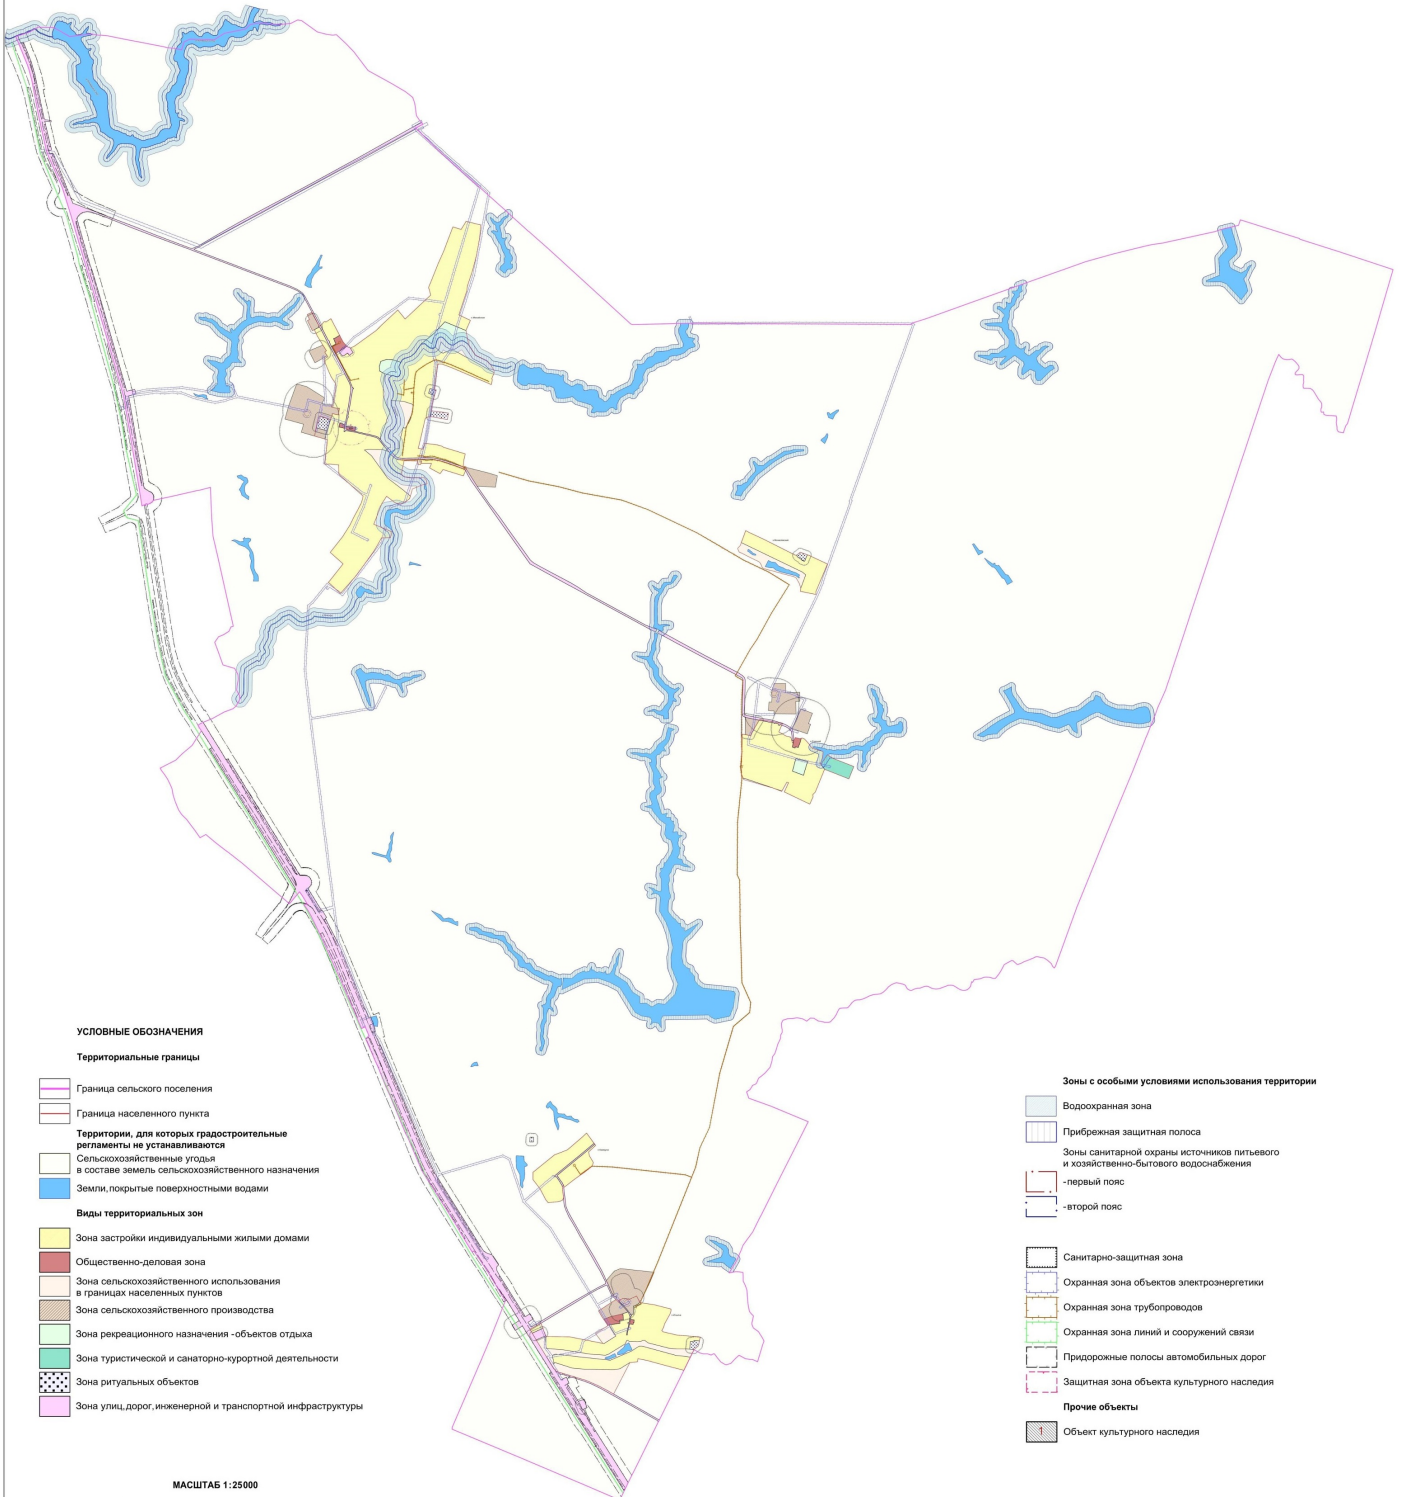 УСЛОВНЫЕ ОБОЗНАЧЕНИЯ
Территориальные границы
Граница сельского поселения
Граница населенного пункта
Территории, для которых градостроительные
регламенты не устанавливаются
Сельскохозяйственные угодья
в составе земель сельскохозяйственного назначения
Земли,покрытые поверхностными водами
Виды территориальных зон
Зона застройки индивидуальными жилыми домами
Общественно-деловая зона
Зона сельскохозяйственного использования
в границах населенных пунктов
Зона сельскохозяйственного производства
Зона рекреационного назначения -объектов отдыха
Зона туристической и санаторно-курортной деятельности
Зона ритуальных объектов
Зона улиц,дорог,инженерной и транспортной инфраструктуры
МАСШТАБ 1:25000
Зоны с особыми условиями использования территории
Водоохранная зона
Прибрежная защитная полоса
Зоны санитарной охраны источников питьевого
и хозяйственно-бытового водоснабжения
-первый пояс
-второй пояс
Санитарно-защитная зона
Охранная зона объектов электроэнергетики
Охранная зона трубопроводов
Охранная зона линий и сооружений связи
Придорожные полосы автомобильных дорог
Защитная зона объекта культурного наследия
Прочие объекты
1
Объект культурного наследия